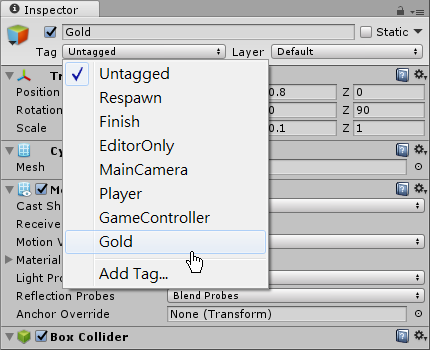 Inspector
Gold
Static
Tag Untagged Layer Default
Untagged
Respawn
Finish
EditorOnly
MainCamera
Player
GameController
Gold
Add Tag...
Tr
Position 0.8 Z 0
Rotation 0 Z 90
Scale 0.1 Z 1
Cy
Mesh
Me
Cast Sh
Receive
Motion V
Material
Light Pro
Reflection Probes Blend Probes
Anchor Override None (Transform)
Box Collider